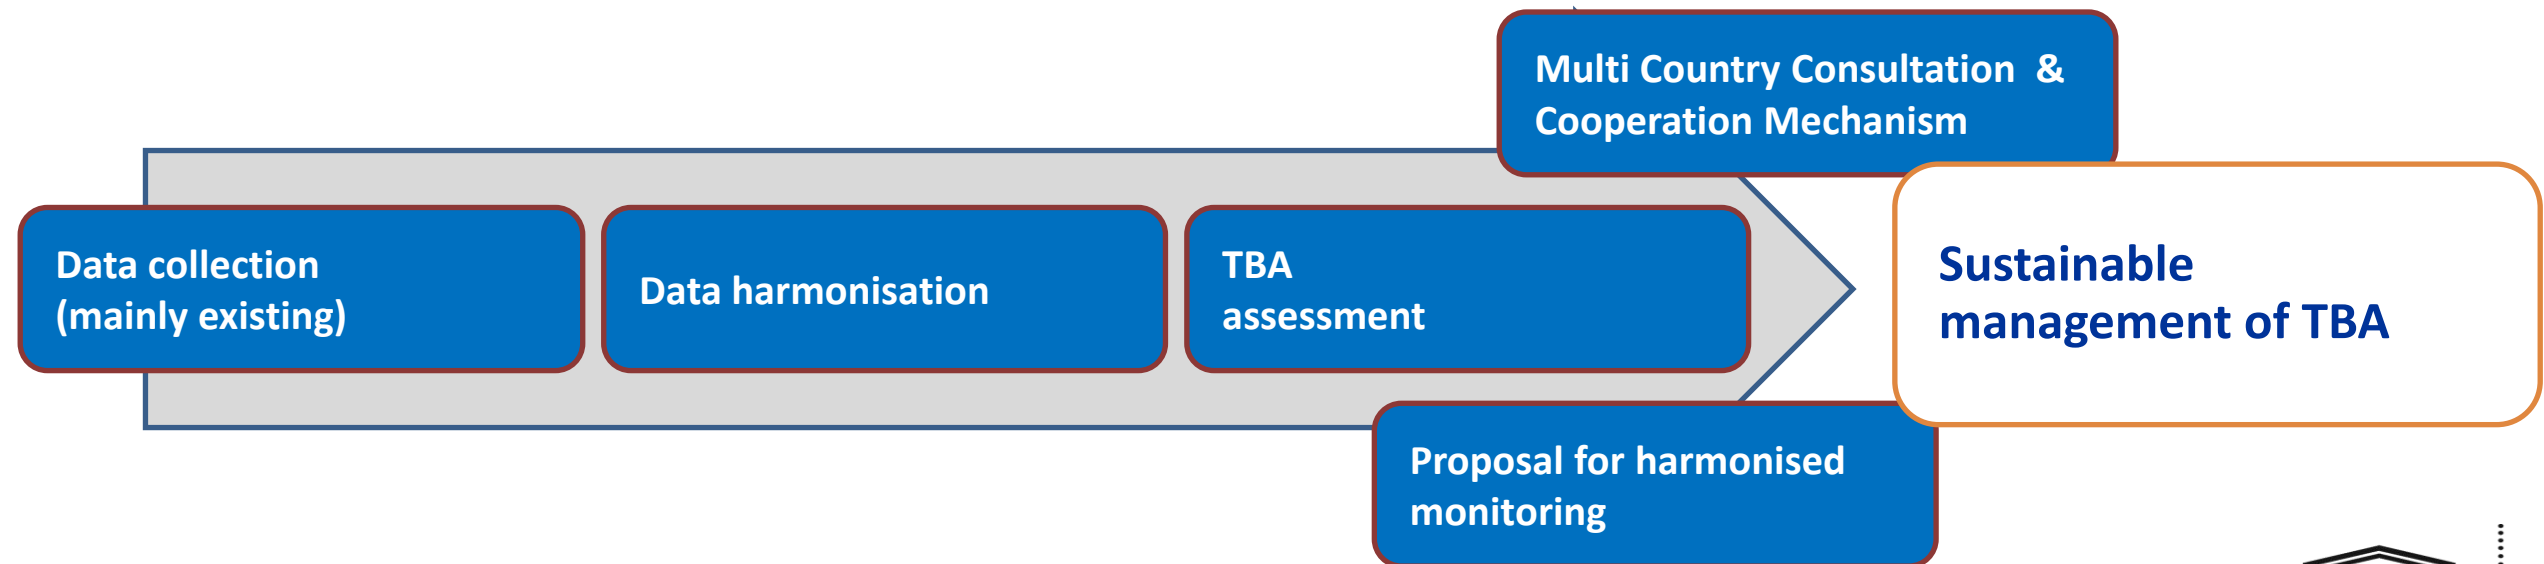 Multi Country Consultation &
Cooperation Mechanism
Data collection
(mainly existing)
Data harmonisation
TBA
assessment
Sustainable
management of TBA
Proposal for harmonised
monitoring